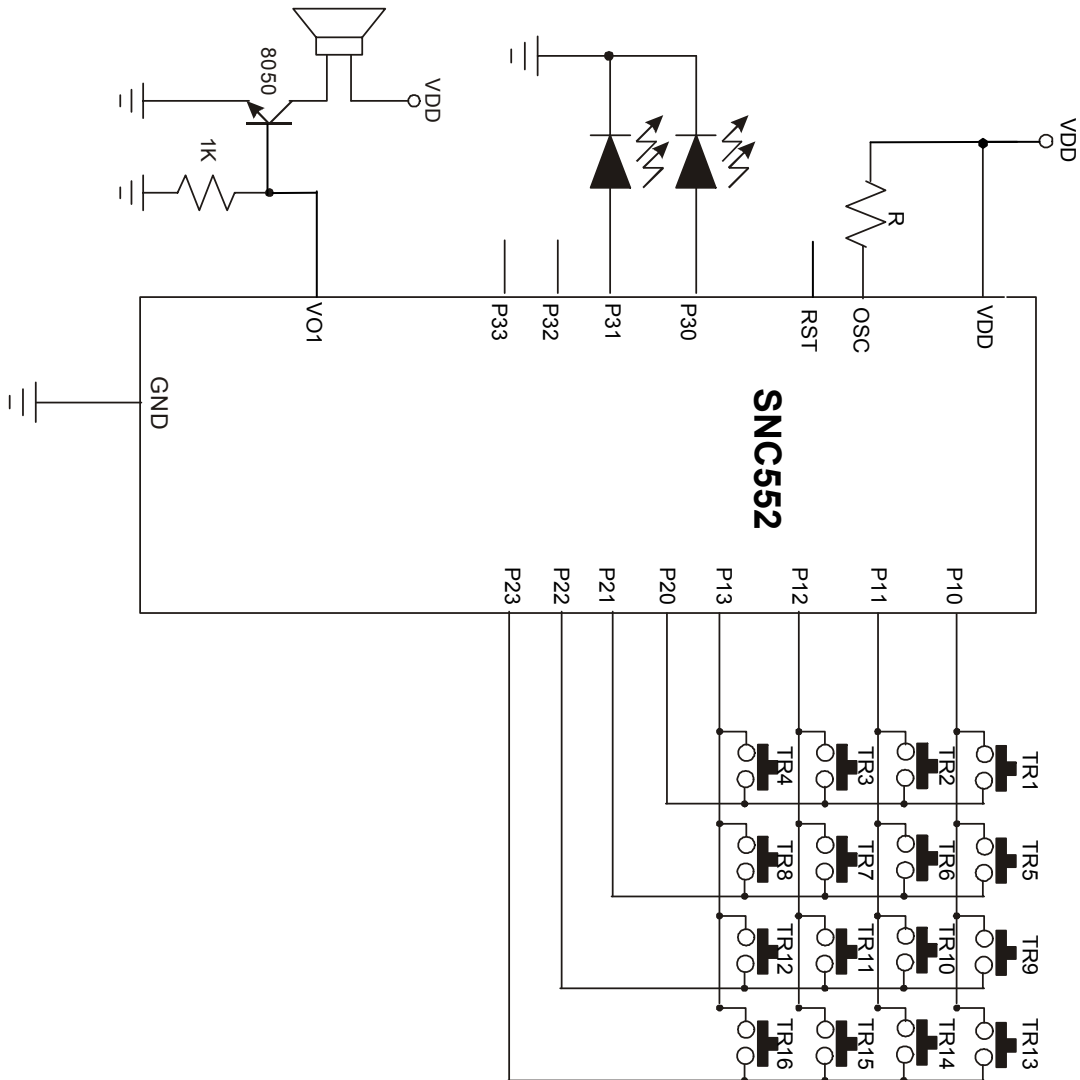 VDD
8050
VDD
1K
R
VO1
P33
P32
P31
P30
RST
OSC
VDD
GND
SNC552
P23
P22
P21
P20
P13
P12
P11
P10
TR4
TR3
TR2
TR1
TR8
TR7
TR6
TR5
TR12
TR11
TR10
TR9
TR16
TR15
TR14
TR13